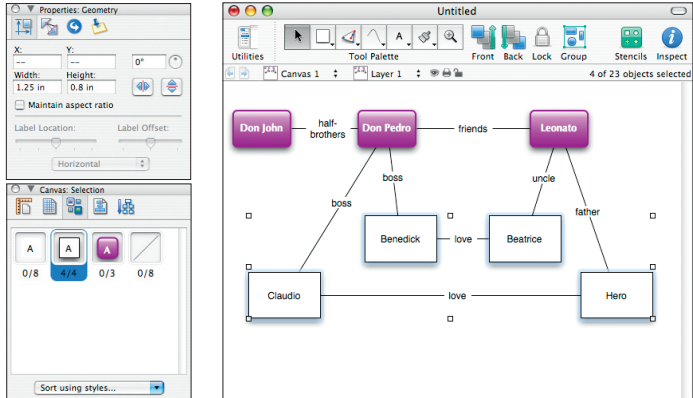 Properties: Geometry
X: Y:
-- -- 0°
Width: Height:
1.25 in 0.8 in
Maintain aspect ratio
Label Location: Label Offset:
Horizontal
Canvas: Selection
A A A
0/8 4/4 0/3 0/8
Sort using styles...
Untitled
A
Utilities Tool Palette Front Back Lock Group Stencils Inspect
Canvas 1 Layer 1 4 of 23 objects selected
Don John half-brothers Don Pedro friends Leonato
boss uncle
boss father
Benedick love Beatrice
Claudio love Hero